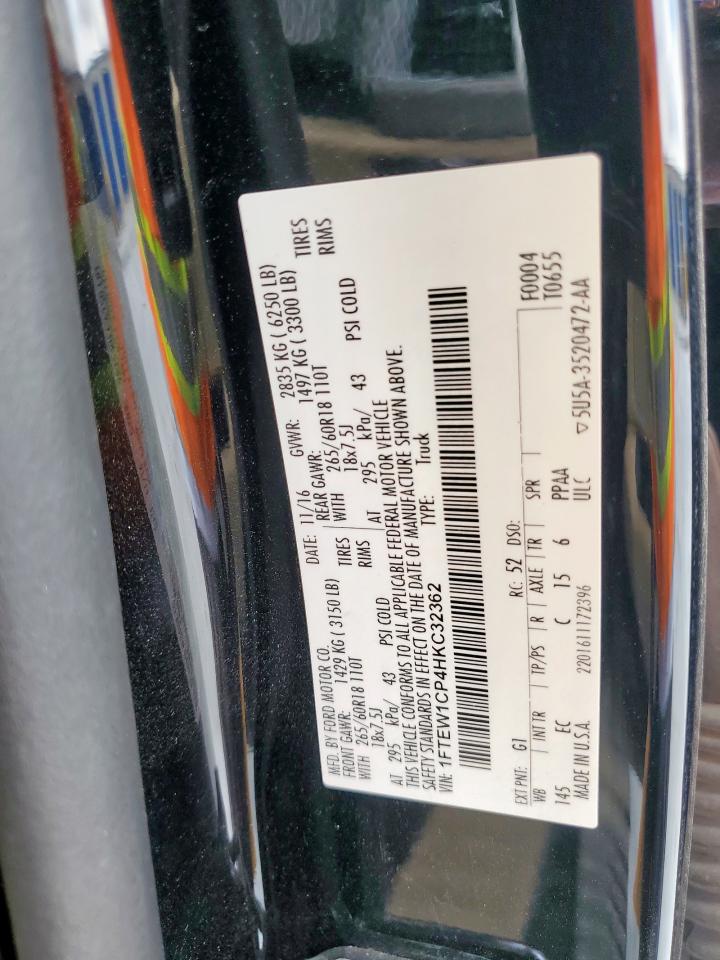 MFD. BY FORD MOTOR CO. DATE: 11/16 GVWR: 2835 KG ( 6250 LB)
FRONT GAWR: 1429 KG ( 3150 LB) REAR GAWR: 1497 KG ( 3300 LB)
WITH 265/60R18 110T TIRES WITH 265/60R18 110T TIRES
18x7.5J RIMS 18x7.5J RIMS
AT 295 kPa/ 43 PSI COLD AT 295 kPa/ 43 PSI COLD
THIS VEHICLE CONFORMS TO ALL APPLICABLE FEDERAL MOTOR VEHICLE
SAFETY STANDARDS IN EFFECT ON THE DATE OF MANUFACTURE SHOWN ABOVE.
VIN: 1FTEW1CP4HKC32362 TYPE: Truck
EXT PNT: G1 RC: 52 DSO: F0004
WB | INT TR | TP/PS | R | AXLE | TR | SPR T0655
145 EC C 15 6 PPAA
MADE IN U.S.A. 2201611172396 ULC ▽5U5A-3520472-AA